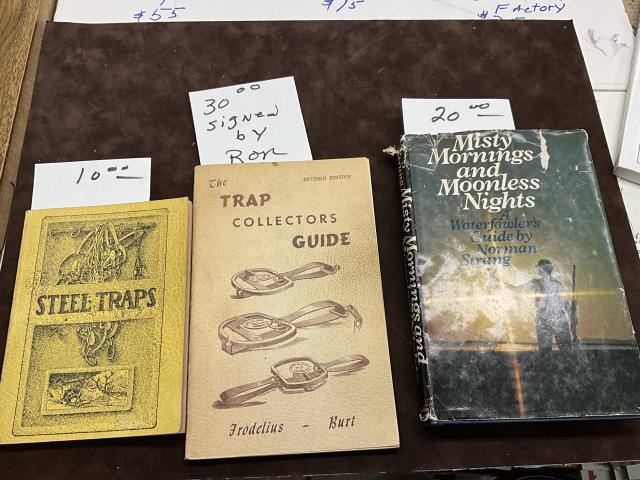 $55
$15
Factory
10.00
30.00
signed
by
Ron
20.00
STEEL TRAPS
The
REVISED EDITION
TRAP
COLLECTORS
GUIDE
Frodelius - Burt
Misty
Mornings
and
Moonless
Nights
A
Waterfowler's
Guide by
Norman
Strung
Misty Mornings and